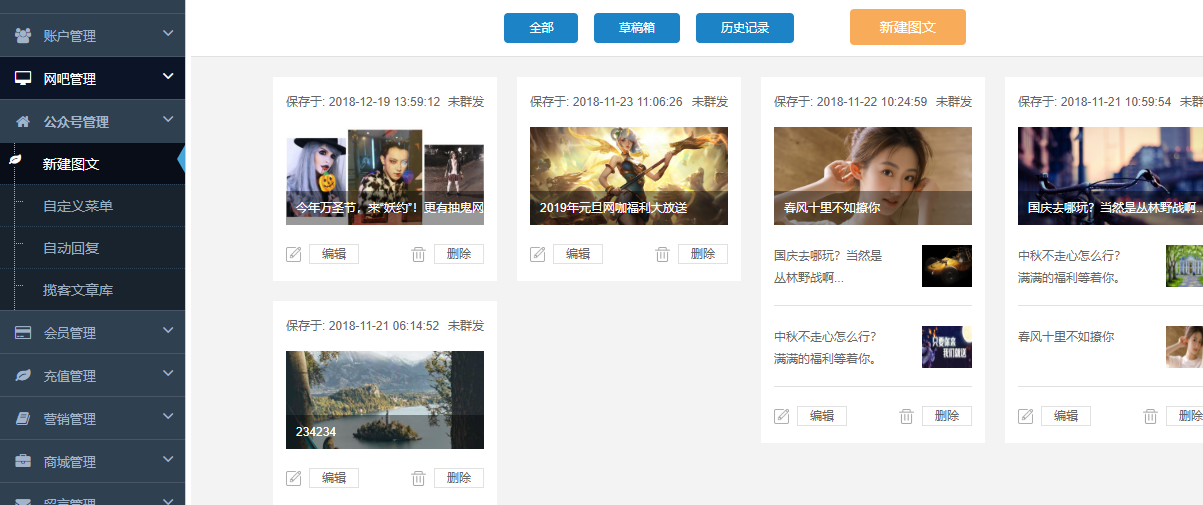 账户管理
网吧管理
公众号管理
新建图文
自定义菜单
自动回复
揽客文章库
会员管理
充值管理
营销管理
商城管理
留言管理
全部
草稿箱
历史记录
新建图文
保存于: 2018-12-19 13:59:12 未群发
今年万圣节，来“妖约”！更有抽鬼网
编辑
删除
保存于: 2018-11-23 11:06:26 未群发
2019年元旦网咖福利大放送
编辑
删除
保存于: 2018-11-22 10:24:59 未群发
春风十里不如撩你
国庆去哪玩？当然是
丛林野战啊...
中秋不走心怎么行？
满满的福利等着你。
只要你来
我们就送
编辑
删除
保存于: 2018-11-21 10:59:54 未群发
国庆去哪玩？当然是丛林野战啊...
中秋不走心怎么行？
满满的福利等着你。
春风十里不如撩你
编辑
删除
保存于: 2018-11-21 06:14:52 未群发
234234
编辑
删除